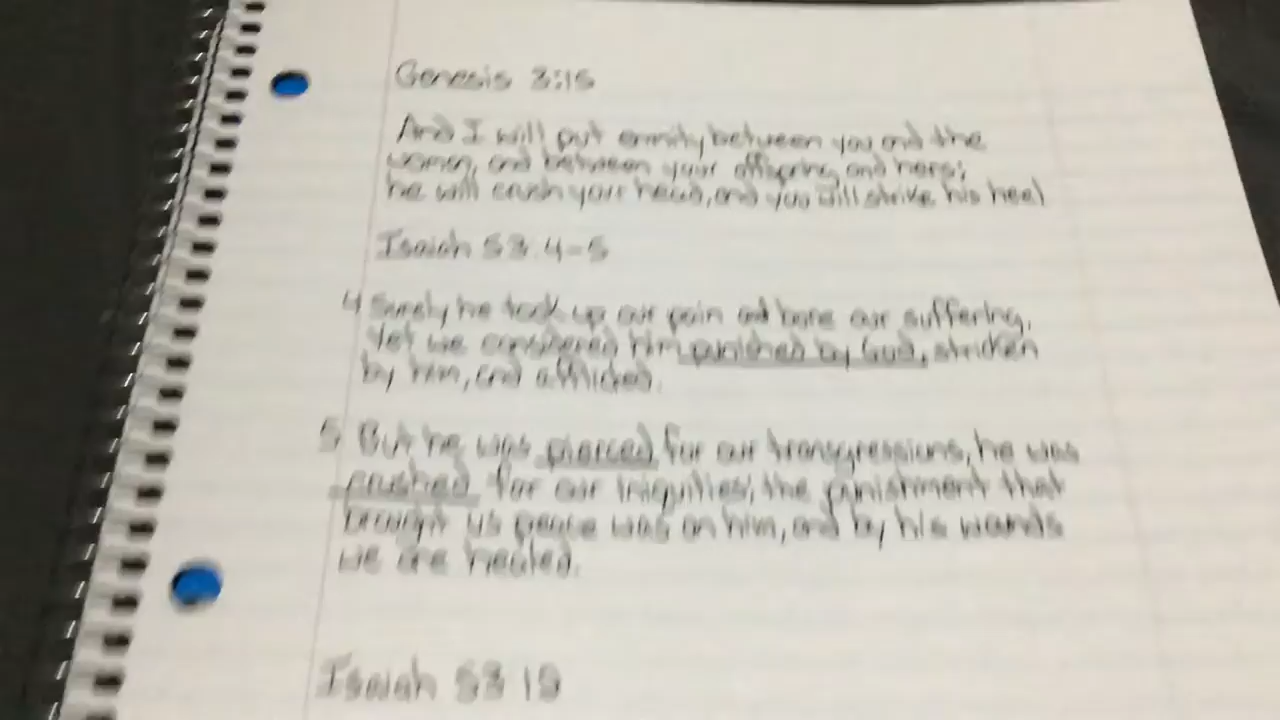 Genesis 3:15
And I will put enmity between you and the
women, and between your offspring and hers;
he will crush your head, and you will strike his heel
Isaiah 53:4-5
4 Surely he took up our pain and bore our suffering,
Yet we considered him punished by God, stricken
by him, and afflicted.
5 But he was pierced for our transgressions, he was
crushed for our iniquities; the punishment that
brought us peace was on him, and by his wounds
we are healed.
Isaiah 53